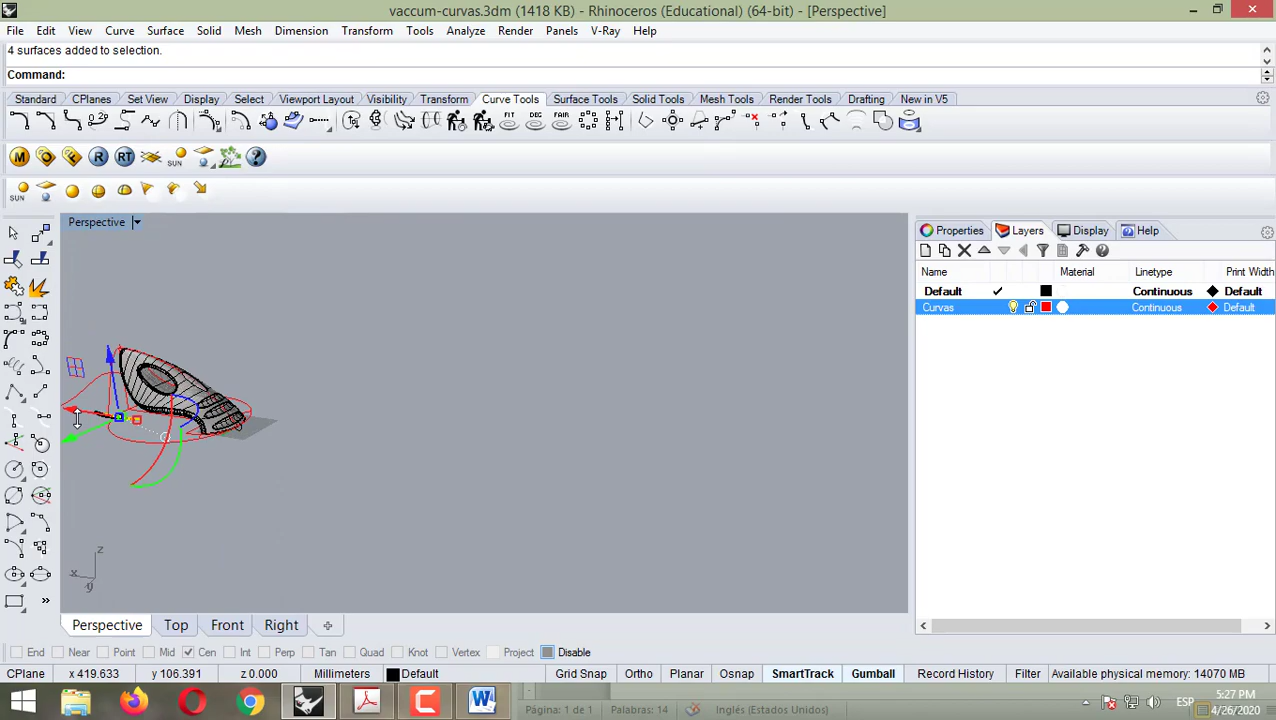 vaccum-curvas.3dm (1418 KB) - Rhinoceros (Educational) (64-bit) - [Perspective]
File Edit View Curve Surface Solid Mesh Dimension Transform Tools Analyze Render Panels V-Ray Help
4 surfaces added to selection.
Command:
Standard CPlanes Set View Display Select Viewport Layout Visibility Transform Curve Tools Surface Tools Solid Tools Mesh Tools Render Tools Drafting New in V5
FIT DEG FAIR
M R RT SUN
SUN
Perspective
Properties Layers Display Help
Name Material Linetype Print Width
Default Continuous Default
Curvas Continuous Default
z
x
y
Perspective Top Front Right
End Near Point Mid Cen Int Perp Tan Quad Knot Vertex Project Disable
CPlane x 419.633 y 106.391 z 0.000 Millimeters Default Grid Snap Ortho Planar Osnap SmartTrack Gumball Record History Filter Available physical memory: 14070 MB
Página: 1 de 1 Palabras: 14 Inglés (Estados Unidos)
ESP
5:27 PM
4/26/2020